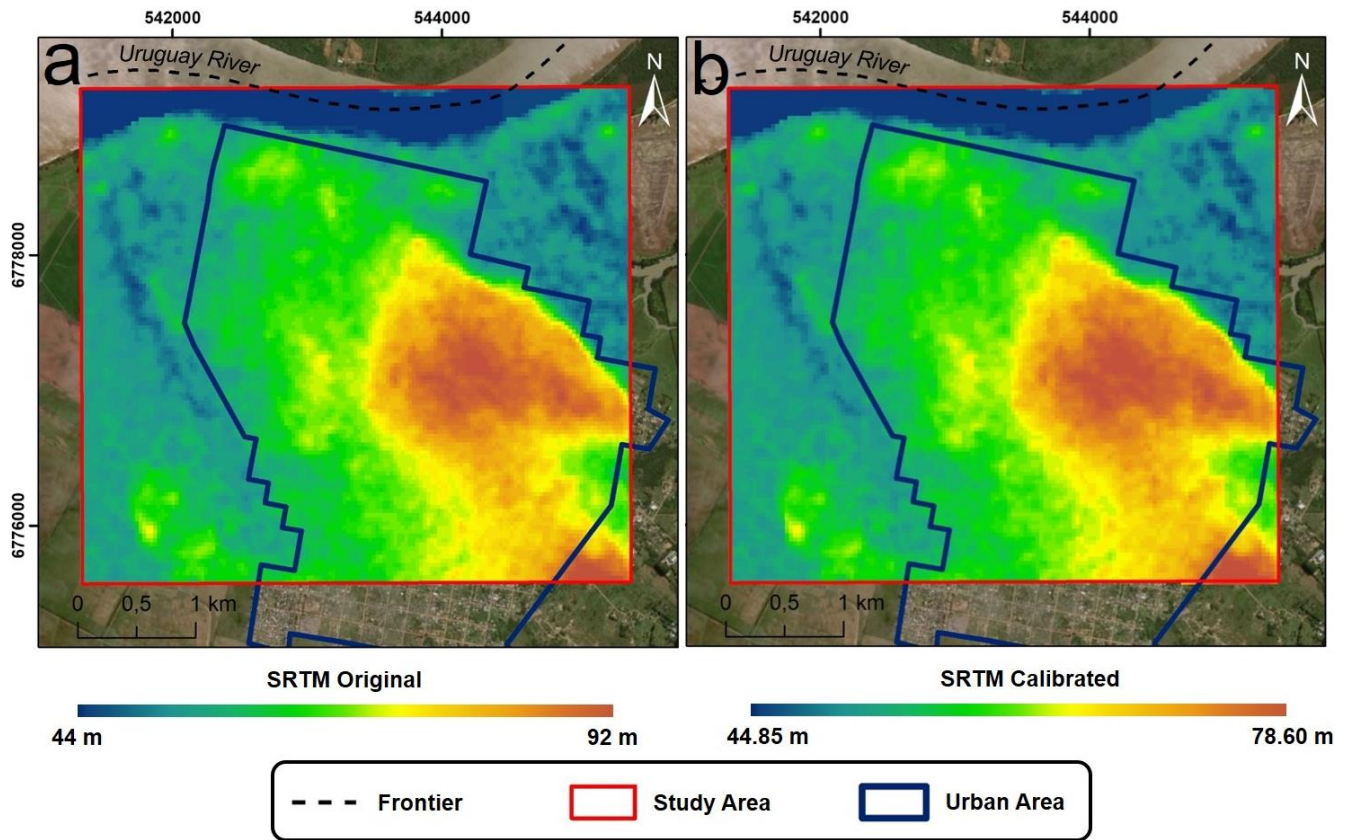 542000 544000 542000 544000
a Uruguay River N b Uruguay River N
6778000
6776000
0 0,5 1 km 0 0,5 1 km
SRTM Original SRTM Calibrated
44 m 92 m 44.85 m 78.60 m
Frontier Study Area Urban Area